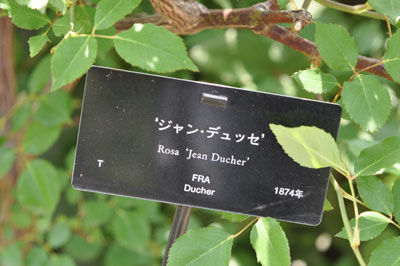 ‘ジャン・デュッセ’
Rosa ‘Jean Ducher’
T
FRA
Ducher
1874年